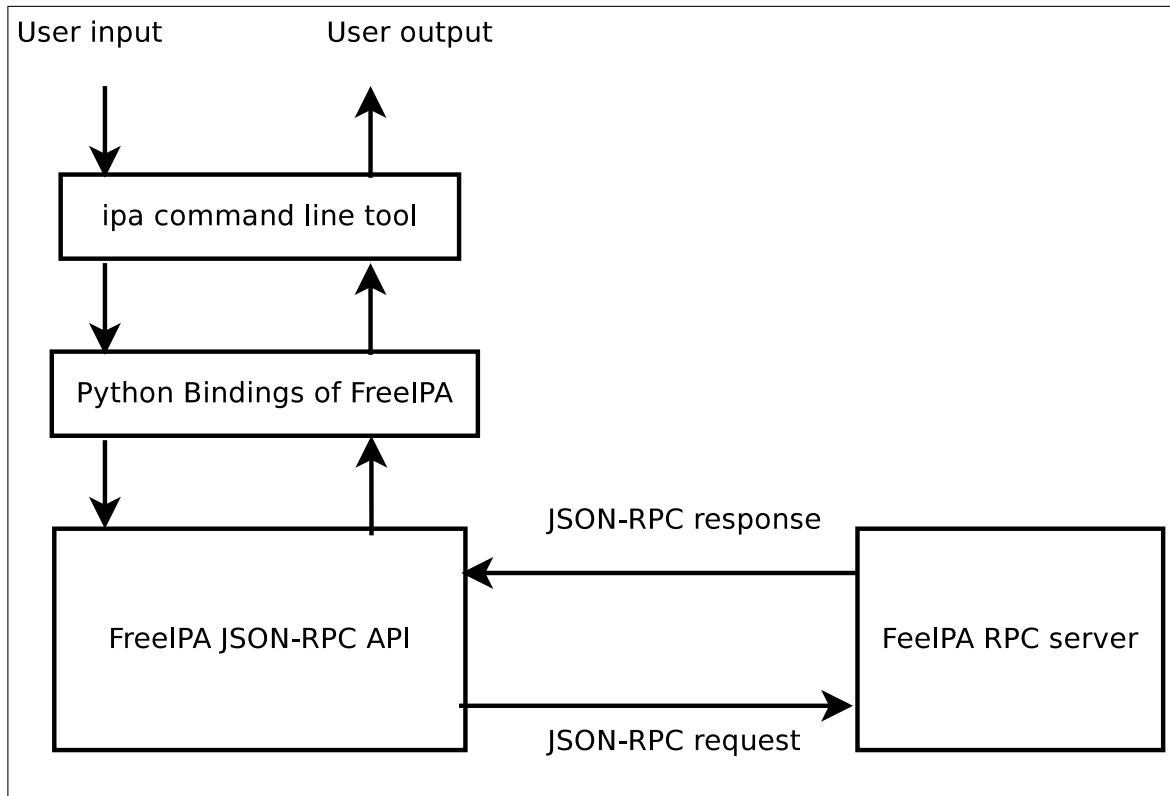 User input
User output
ipa command line tool
Python Bindings of FreeIPA
JSON-RPC response
FreeIPA JSON-RPC API
FeeIPA RPC server
JSON-RPC request